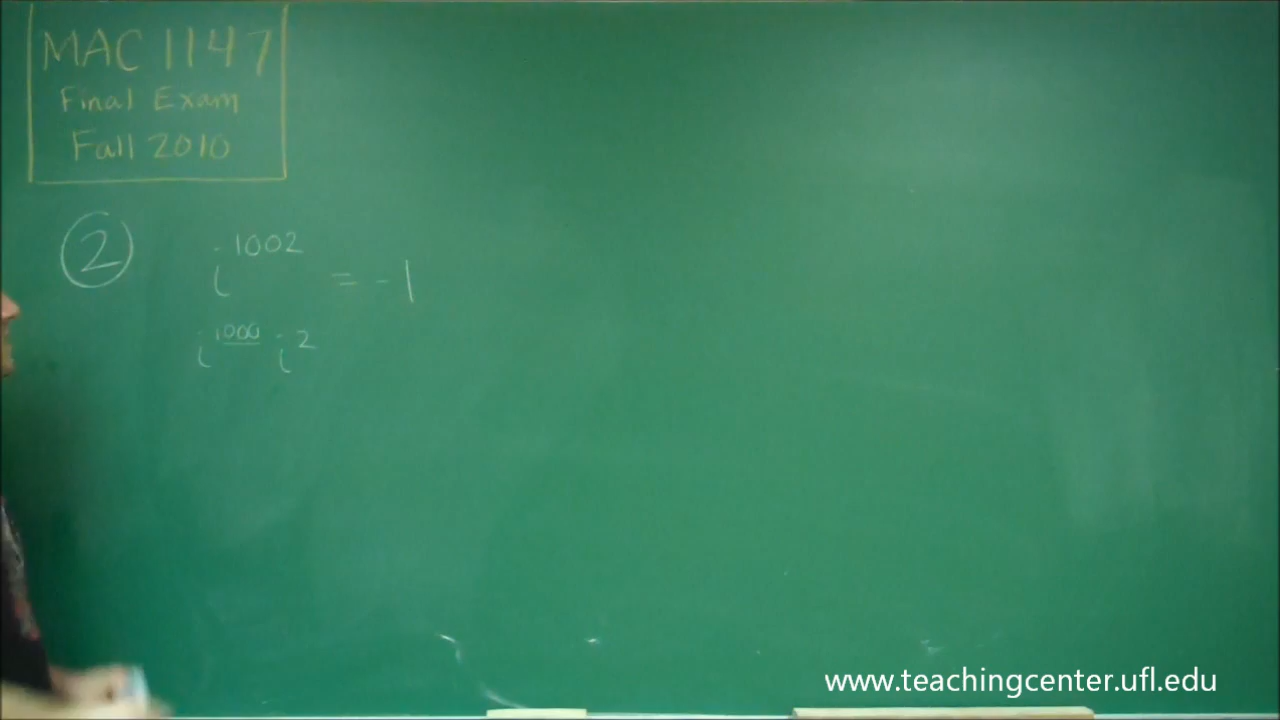 MAC 1147
Final Exam
Fall 2010
2 i^1002 = -1
i^1000 i^2
www.teachingcenter.ufl.edu